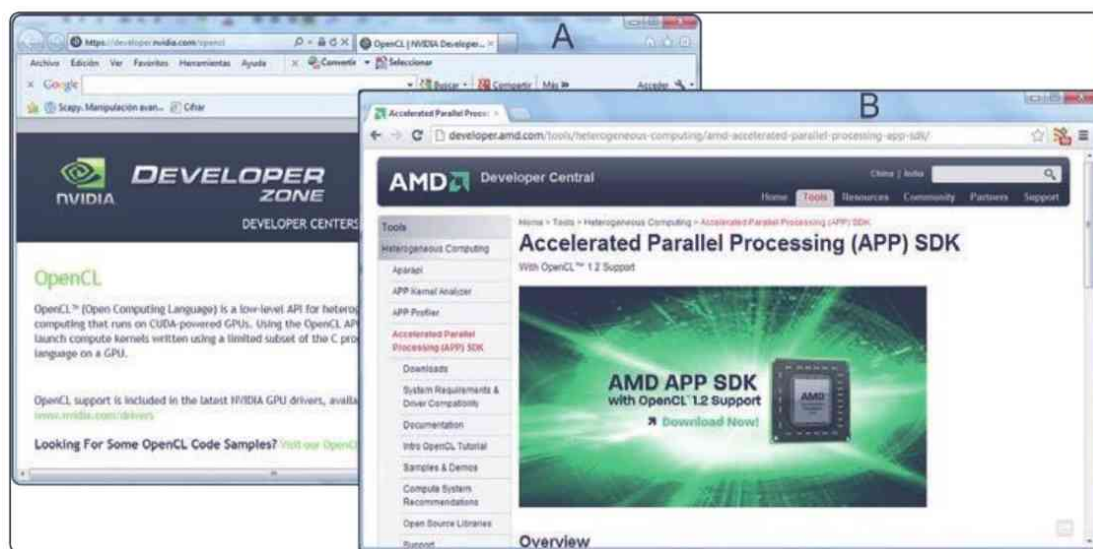 A
https://developer.nvidia.com/opencl
OpenCL | NVIDIA Developer...
Archivo Edición Ver Favoritos Herramientas Ayuda
x Convertir Seleccionar
x Google
Buscar Compartir Más » Acceder
Scapy. Manipulación avan... Cifrar
NVIDIA
DEVELOPER
ZONE
DEVELOPER CENTERS
OpenCL
OpenCL™ (Open Computing Language) is a low-level API for heterog
computing that runs on CUDA-powered GPUs. Using the OpenCL AP
launch compute kernels written using a limited subset of the C pro
language on a GPU.
OpenCL support is included in the latest NVIDIA GPU drivers, availa
www.nvidia.com/drivers
Looking For Some OpenCL Code Samples? Visit our OpenC
B
Accelerated Parallel Proce
developer.amd.com/tools/heterogeneous-computing/amd-accelerated-parallel-processing-app-sdk/
AMD Developer Central
China | India
Home Tools Resources Community Partners Support
Tools
Heterogeneous Computing
Aparapi
APP Kernel Analyzer
APP Profiler
Accelerated Parallel
Processing (APP) SDK
Downloads
System Requirements &
Driver Compatibility
Documentation
Intro OpenCL Tutorial
Samples & Demos
Compute System
Recommendations
Open Source Libraries
Support
Home > Tools > Heterogeneous Computing > Accelerated Parallel Processing (APP) SDK
Accelerated Parallel Processing (APP) SDK
With OpenCL™ 1.2 Support
AMD APP SDK
with OpenCL 1.2 Support
Download Now!
AMD
Overview